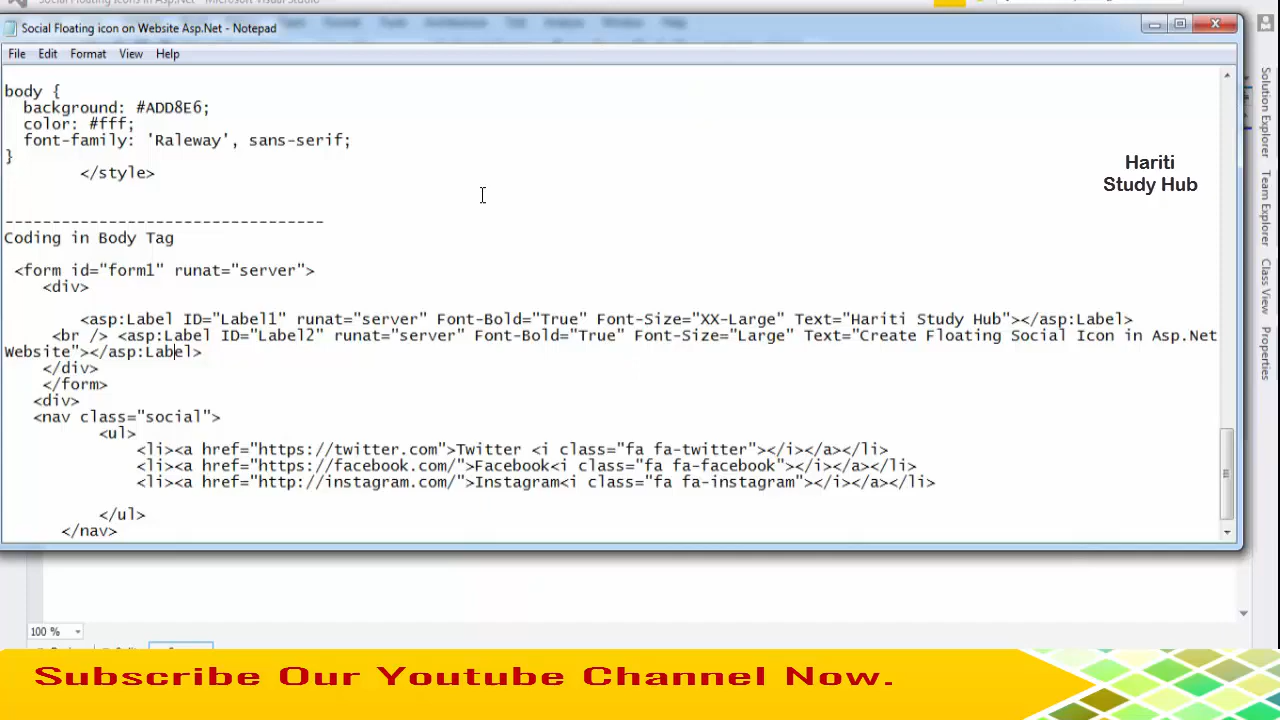 Social Floating icon on Website Asp.Net - Notepad
File Edit Format View Help
body {
background: #ADD8E6;
color: #fff;
font-family: 'Raleway', sans-serif;
}
</style>
Hariti
Study Hub
----------------------------------
Coding in Body Tag
<form id="form1" runat="server">
<div>
<asp:Label ID="Label1" runat="server" Font-Bold="True" Font-Size="XX-Large" Text="Hariti Study Hub"></asp:Label>
<br /> <asp:Label ID="Label2" runat="server" Font-Bold="True" Font-Size="Large" Text="Create Floating Social Icon in Asp.Net
Website"></asp:Label>
</div>
</form>
<div>
<nav class="social">
<ul>
<li><a href="https://twitter.com">Twitter <i class="fa fa-twitter"></i></a></li>
<li><a href="https://facebook.com/">Facebook<i class="fa fa-facebook"></i></a></li>
<li><a href="http://instagram.com/">Instagram<i class="fa fa-instagram"></i></a></li>
</ul>
</nav>
Solution Explorer
Team Explorer
Class View
Properties
100 %
Subscribe Our Youtube Channel Now.